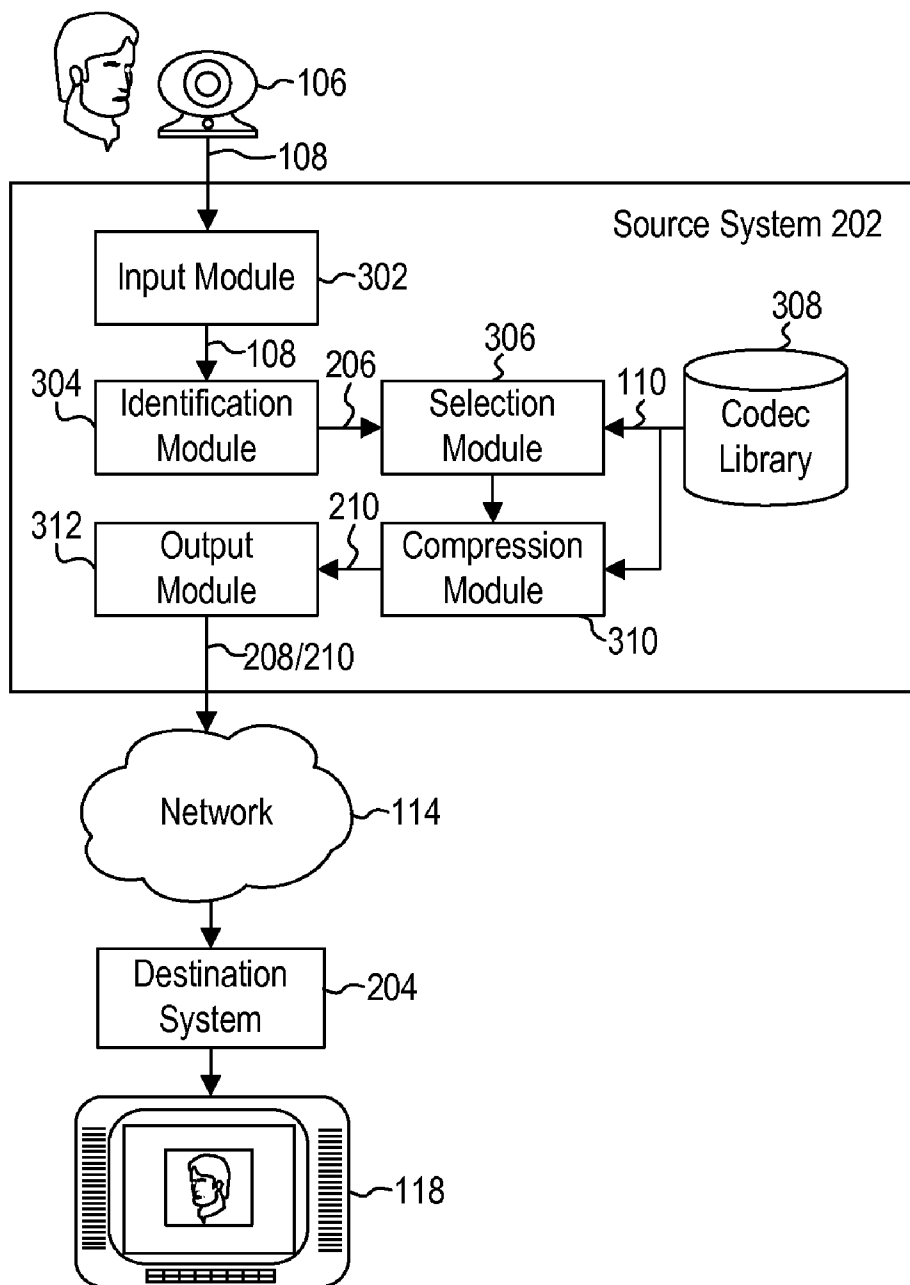 106
108
Source System 202
Input Module
302
108
308
306
304
Identification
Module
206
Selection
Module
110
Codec
Library
312
Output
Module
210
Compression
Module
310
208/210
Network
114
Destination
System
204
118